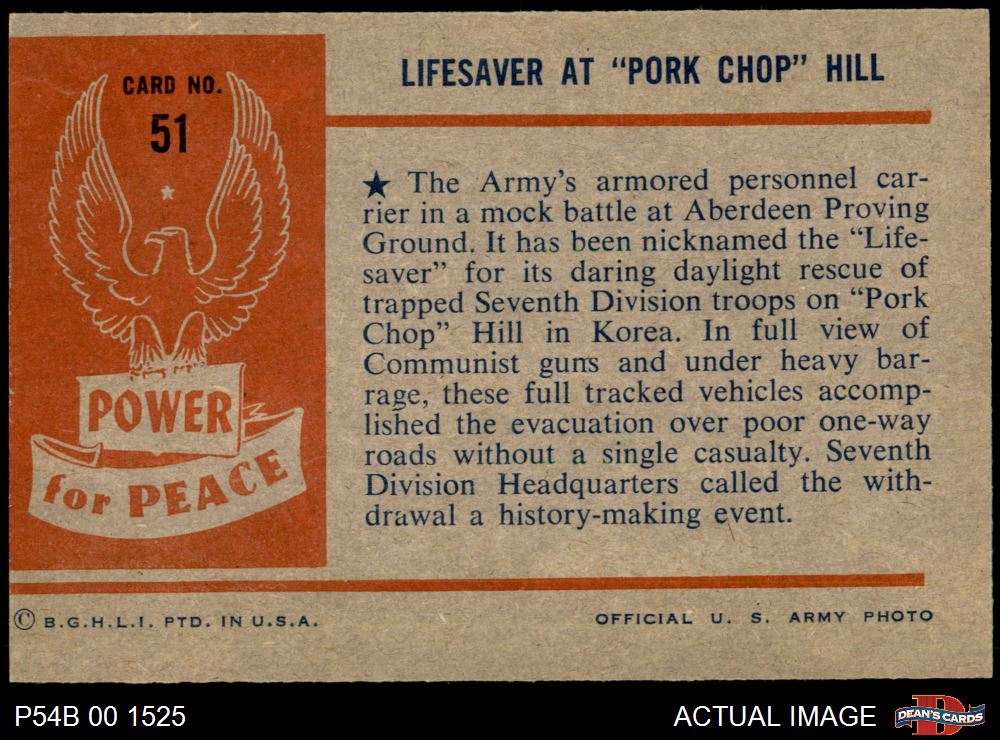 CARD NO.
51
POWER
for PEACE
LIFESAVER AT "PORK CHOP" HILL
★ The Army's armored personnel car-
rier in a mock battle at Aberdeen Proving
Ground. It has been nicknamed the "Life-
saver" for its daring daylight rescue of
trapped Seventh Division troops on "Pork
Chop" Hill in Korea. In full view of
Communist guns and under heavy bar-
rage, these full tracked vehicles accomp-
lished the evacuation over poor one-way
roads without a single casualty. Seventh
Division Headquarters called the with-
drawal a history-making event.
© B.G.H.L.I. PTD. IN U.S.A.
OFFICIAL U. S. ARMY PHOTO
P54B 00 1525
ACTUAL IMAGE
D
DEAN'S CARDS